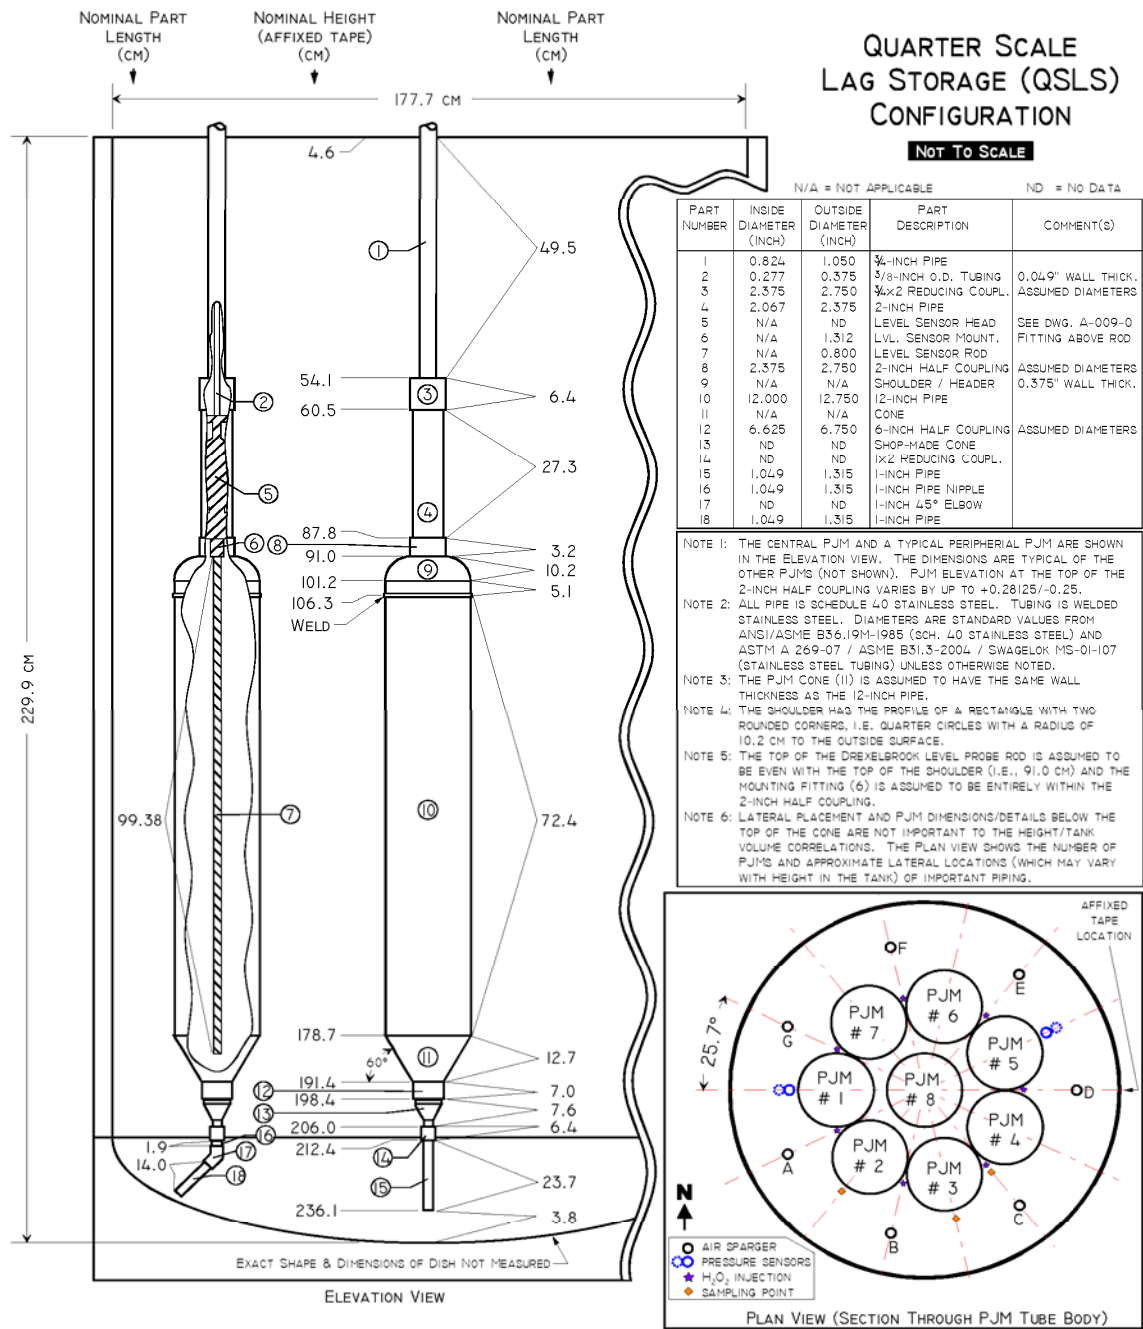 NOMINAL PART
LENGTH
(CM)
NOMINAL HEIGHT
(AFFIXED TAPE)
(CM)
NOMINAL PART
LENGTH
(CM)
QUARTER SCALE
LAG STORAGE (QSLS)
CONFIGURATION
NOT TO SCALE
177.7 CM
229.9 CM
4.6
1
49.5
54.1
3
6.4
60.5
2
27.3
5
4
87.8
6
8
91.0
3.2
9
10.2
101.2
5.1
106.3
WELD
99.38
7
10
72.4
178.7
60°
11
12.7
191.4
12
7.0
198.4
13
7.6
206.0
6.4
1.9
16
212.4
14
17
14.0
18
15
23.7
236.1
3.8
EXACT SHAPE & DIMENSIONS OF DISH NOT MEASURED
ELEVATION VIEW
N/A = NOT APPLICABLE ND = NO DATA
PART NUMBER INSIDE DIAMETER (INCH) OUTSIDE DIAMETER (INCH) PART DESCRIPTION COMMENT(S)
1 0.824 1.050 ¾-INCH PIPE
2 0.277 0.375 3/8-INCH O.D. TUBING 0.049" WALL THICK.
3 2.375 2.750 ¾X2 REDUCING COUPL. ASSUMED DIAMETERS
4 2.067 2.375 2-INCH PIPE
5 N/A ND LEVEL SENSOR HEAD SEE DWG. A-009-0
6 N/A 1.312 LVL. SENSOR MOUNT. FITTING ABOVE ROD
7 N/A 0.800 LEVEL SENSOR ROD
8 2.375 2.750 2-INCH HALF COUPLING ASSUMED DIAMETERS
9 N/A N/A SHOULDER / HEADER 0.375" WALL THICK.
10 12.000 12.750 12-INCH PIPE
11 N/A N/A CONE
12 6.625 6.750 6-INCH HALF COUPLING ASSUMED DIAMETERS
13 ND ND SHOP-MADE CONE
14 ND ND 1X2 REDUCING COUPL.
15 1.049 1.315 1-INCH PIPE
16 1.049 1.315 1-INCH PIPE NIPPLE
17 ND ND 1-INCH 45° ELBOW
18 1.049 1.315 1-INCH PIPE
NOTE 1: THE CENTRAL PJM AND A TYPICAL PERIPHERIAL PJM ARE SHOWN
IN THE ELEVATION VIEW. THE DIMENSIONS ARE TYPICAL OF THE
OTHER PJMS (NOT SHOWN). PJM ELEVATION AT THE TOP OF THE
2-INCH HALF COUPLING VARIES BY UP TO +0.28125/-0.25.
NOTE 2: ALL PIPE IS SCHEDULE 40 STAINLESS STEEL. TUBING IS WELDED
STAINLESS STEEL. DIAMETERS ARE STANDARD VALUES FROM
ANSI/ASME B36.19M-1985 (SCH. 40 STAINLESS STEEL) AND
ASTM A 269-07 / ASME B31.3-2004 / SWAGELOK MS-01-107
(STAINLESS STEEL TUBING) UNLESS OTHERWISE NOTED.
NOTE 3: THE PJM CONE (11) IS ASSUMED TO HAVE THE SAME WALL
THICKNESS AS THE 12-INCH PIPE.
NOTE 4: THE SHOULDER HAS THE PROFILE OF A RECTANGLE WITH TWO
ROUNDED CORNERS, I.E. QUARTER CIRCLES WITH A RADIUS OF
10.2 CM TO THE OUTSIDE SURFACE.
NOTE 5: THE TOP OF THE DREXELBROOK LEVEL PROBE ROD IS ASSUMED TO
BE EVEN WITH THE TOP OF THE SHOULDER (I.E., 91.0 CM) AND THE
MOUNTING FITTING (6) IS ASSUMED TO BE ENTIRELY WITHIN THE
2-INCH HALF COUPLING.
NOTE 6: LATERAL PLACEMENT AND PJM DIMENSIONS/DETAILS BELOW THE
TOP OF THE CONE ARE NOT IMPORTANT TO THE HEIGHT/TANK
VOLUME CORRELATIONS. THE PLAN VIEW SHOWS THE NUMBER OF
PJMS AND APPROXIMATE LATERAL LOCATIONS (WHICH MAY VARY
WITH HEIGHT IN THE TANK) OF IMPORTANT PIPING.
AFFIXED
TAPE
LOCATION
25.7°
F
E
G
D
A
C
B
PJM
# 6
PJM
# 7
PJM
# 5
PJM
# 1
PJM
# 8
PJM
# 4
PJM
# 2
PJM
# 3
N
AIR SPARGER
PRESSURE SENSORS
H2O2 INJECTION
SAMPLING POINT
PLAN VIEW (SECTION THROUGH PJM TUBE BODY)